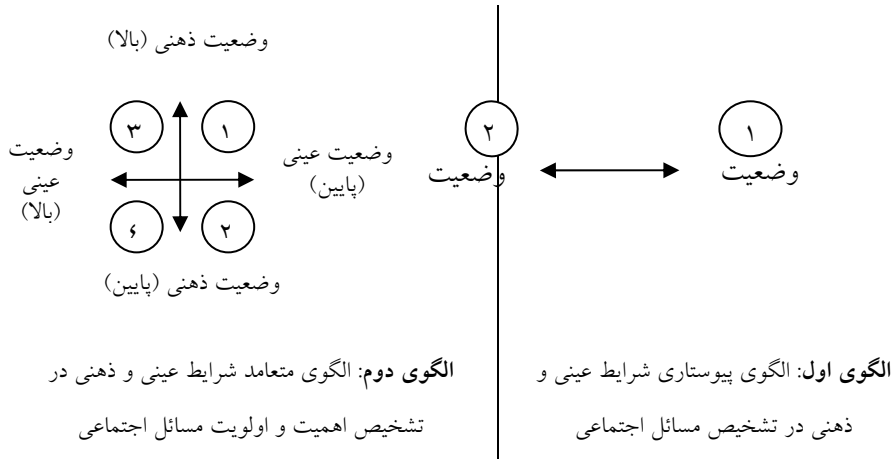 وضعیت ذهنی (بالا)
۱
وضعیت
۲
وضعیت
۱
۳
وضعیت عینی
(پایین)
وضعیت
عینی
(بالا)
۲
۶
وضعیت ذهنی (پایین)
الگوی اول: الگوی پیوستاری شرایط عینی و
ذهنی در تشخیص مسائل اجتماعی
الگوی دوم: الگوی متعامد شرایط عینی و ذهنی در
تشخیص اهمیت و اولویت مسائل اجتماعی